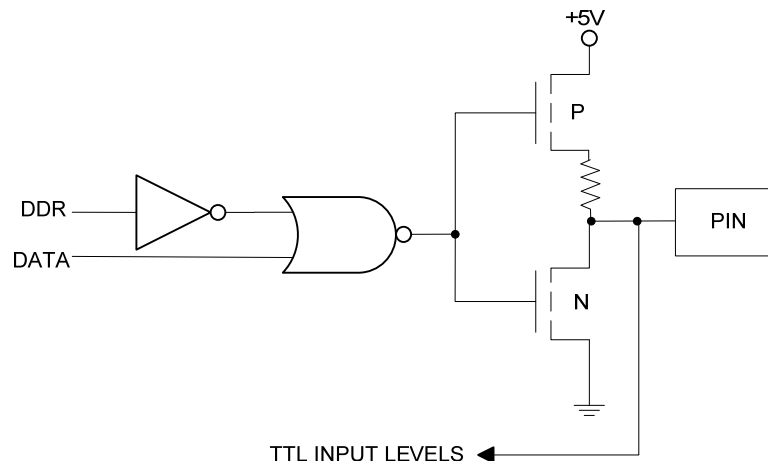 +5V
P
DDR
DATA
PIN
N
TTL INPUT LEVELS